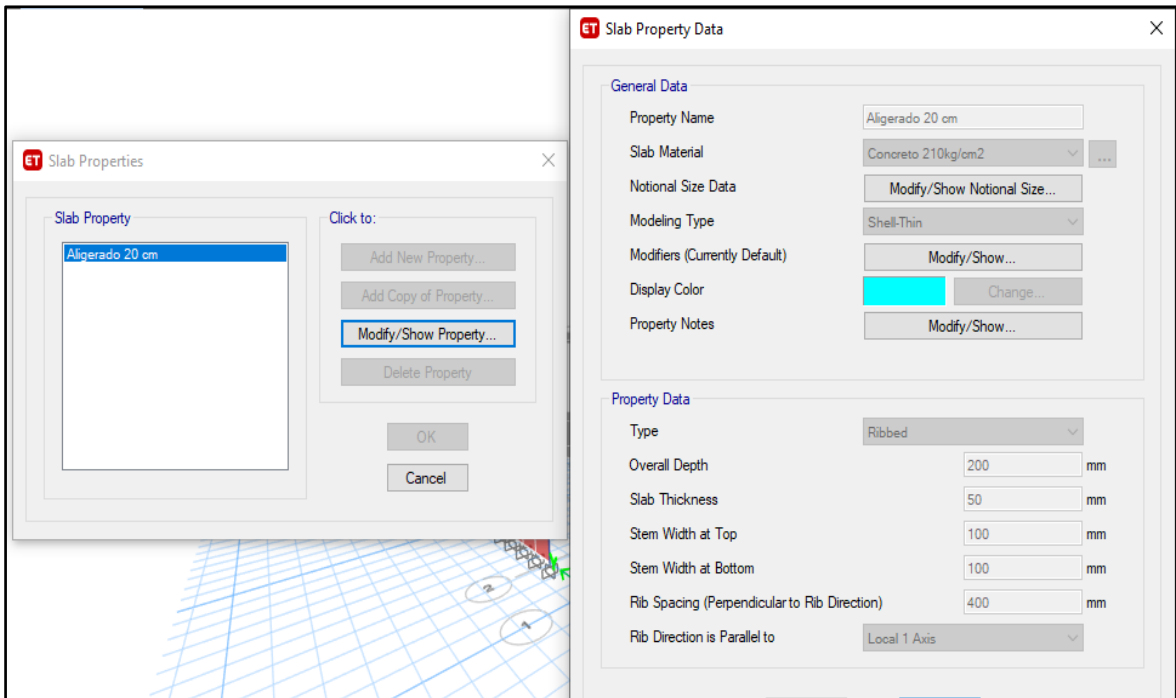 ET Slab Properties
Slab Property
Aligerado 20 cm
Click to:
Add New Property...
Add Copy of Property...
Modify/Show Property...
Delete Property
OK
Cancel
2
1
ET Slab Property Data
General Data
Property Name Aligerado 20 cm
Slab Material Concreto 210kg/cm2 ...
Notional Size Data Modify/Show Notional Size...
Modeling Type Shell-Thin
Modifiers (Currently Default) Modify/Show...
Display Color Change...
Property Notes Modify/Show...
Property Data
Type Ribbed
Overall Depth 200 mm
Slab Thickness 50 mm
Stem Width at Top 100 mm
Stem Width at Bottom 100 mm
Rib Spacing (Perpendicular to Rib Direction) 400 mm
Rib Direction is Parallel to Local 1 Axis